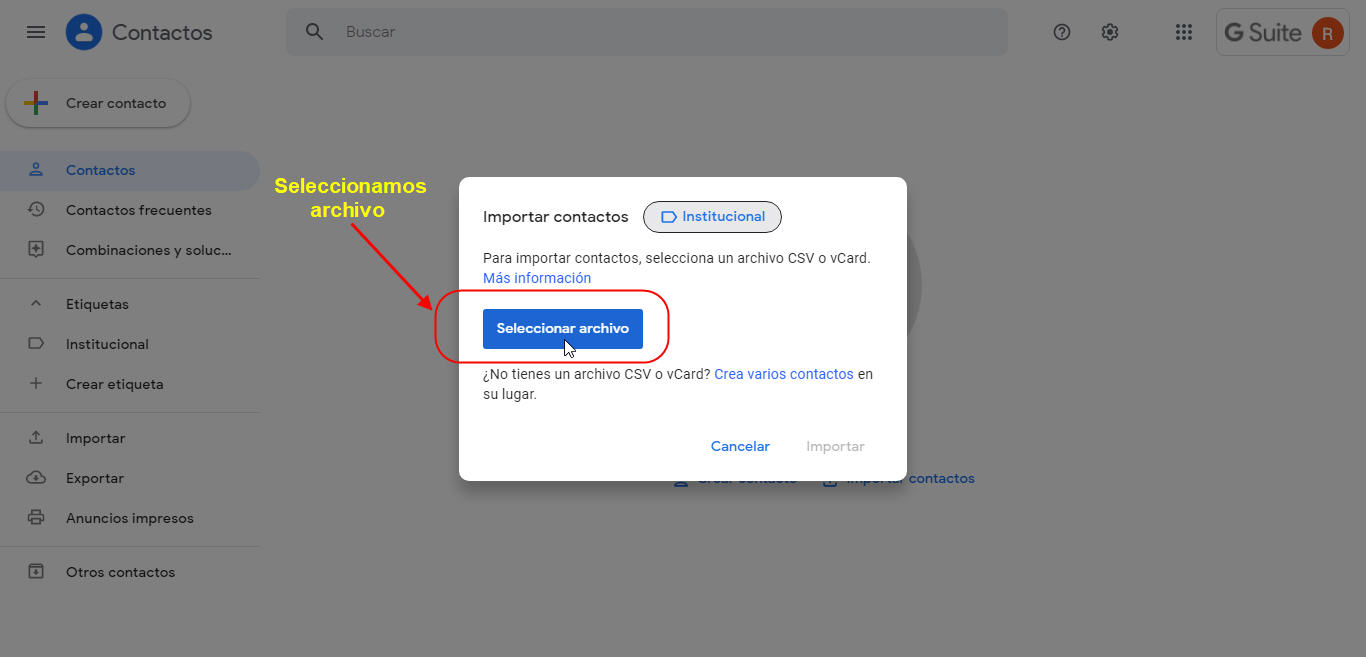 Contactos
Buscar
G Suite
R
Crear contacto
Contactos
Contactos frecuentes
Combinaciones y soluc...
Etiquetas
Institucional
Crear etiqueta
Importar
Exportar
Anuncios impresos
Otros contactos
Seleccionamos
archivo
Importar contactos
Institucional
Para importar contactos, selecciona un archivo CSV o vCard.
Más información
Seleccionar archivo
¿No tienes un archivo CSV o vCard? Crea varios contactos en
su lugar.
Cancelar
Importar
Crear contacto
Importar contactos